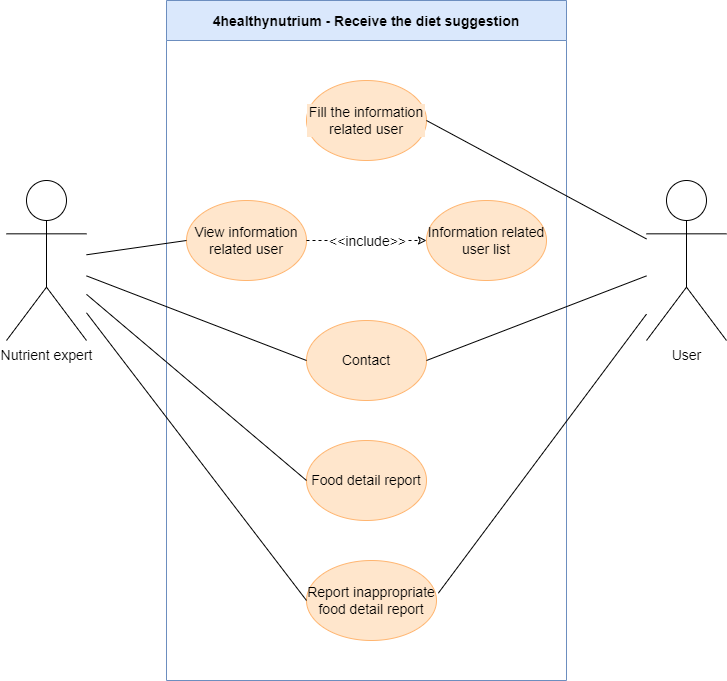 4healthynutrium - Receive the diet suggestion
Fill the information
related user
View information
related user
<<include>>
Information related
user list
Nutrient expert
Contact
User
Food detail report
Report inappropriate
food detail report